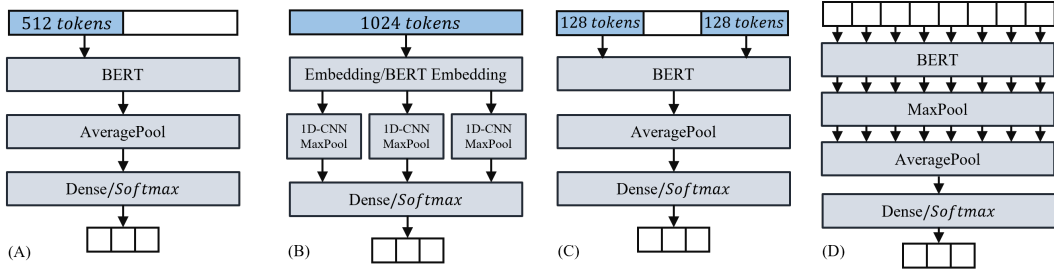 512 tokens
BERT
AveragePool
Dense/Softmax
(A)
1024 tokens
Embedding/BERT Embedding
1D-CNN
MaxPool
1D-CNN
MaxPool
1D-CNN
MaxPool
Dense/Softmax
(B)
128 tokens
128 tokens
BERT
AveragePool
Dense/Softmax
(C)
BERT
MaxPool
AveragePool
Dense/Softmax
(D)